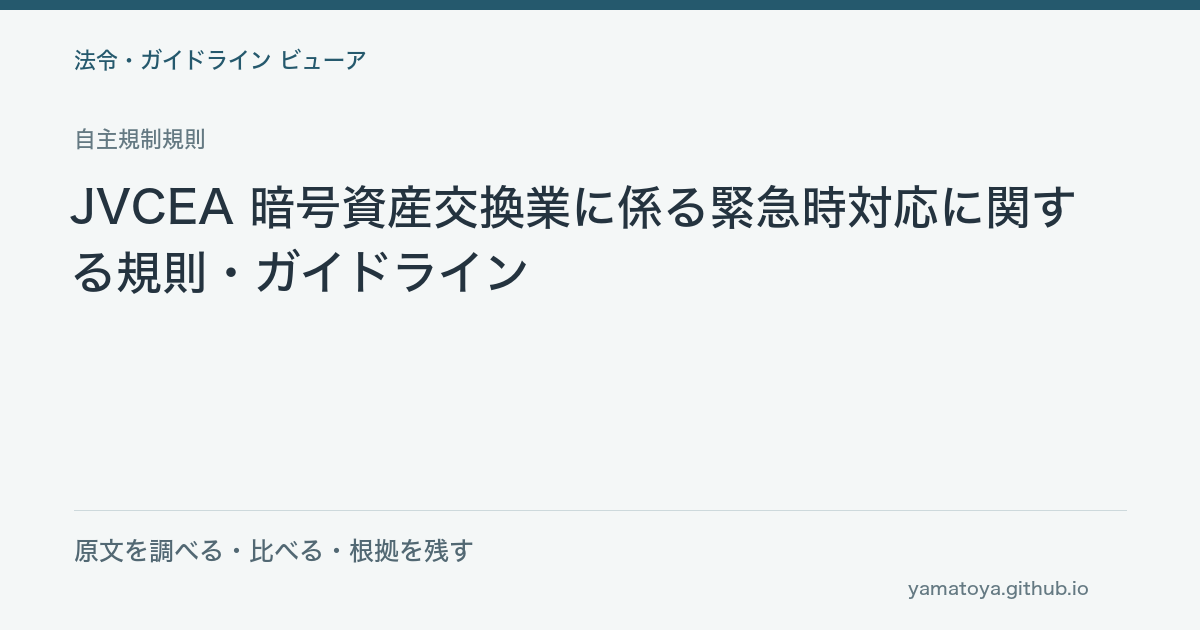 法令・ガイドライン ビューア
自主規制規則
JVCEA 暗号資産交換業に係る緊急時対応に関す
る規則・ガイドライン
原文を調べる・比べる・根拠を残す
yamatoya.github.io